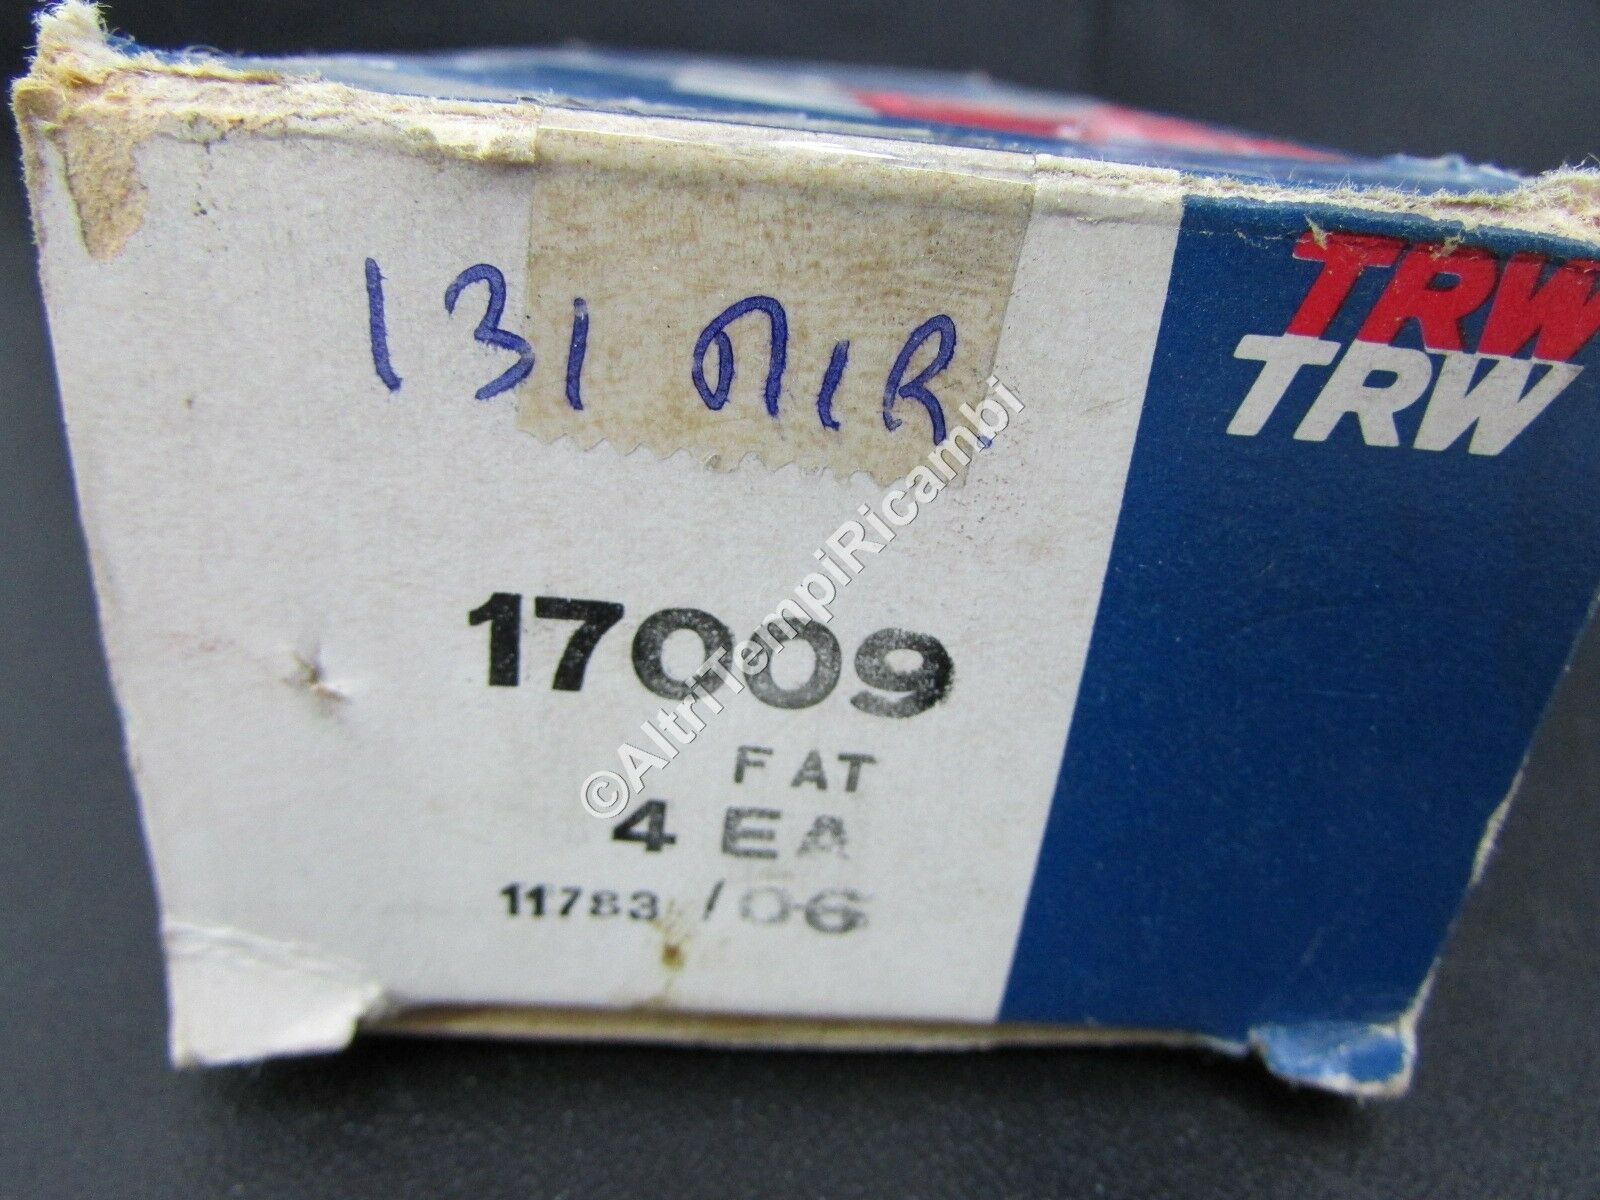 131 MIR.
TRW
TRW
17009
FAT
4 EA
11783 / 06
©AltriTempiRicambi